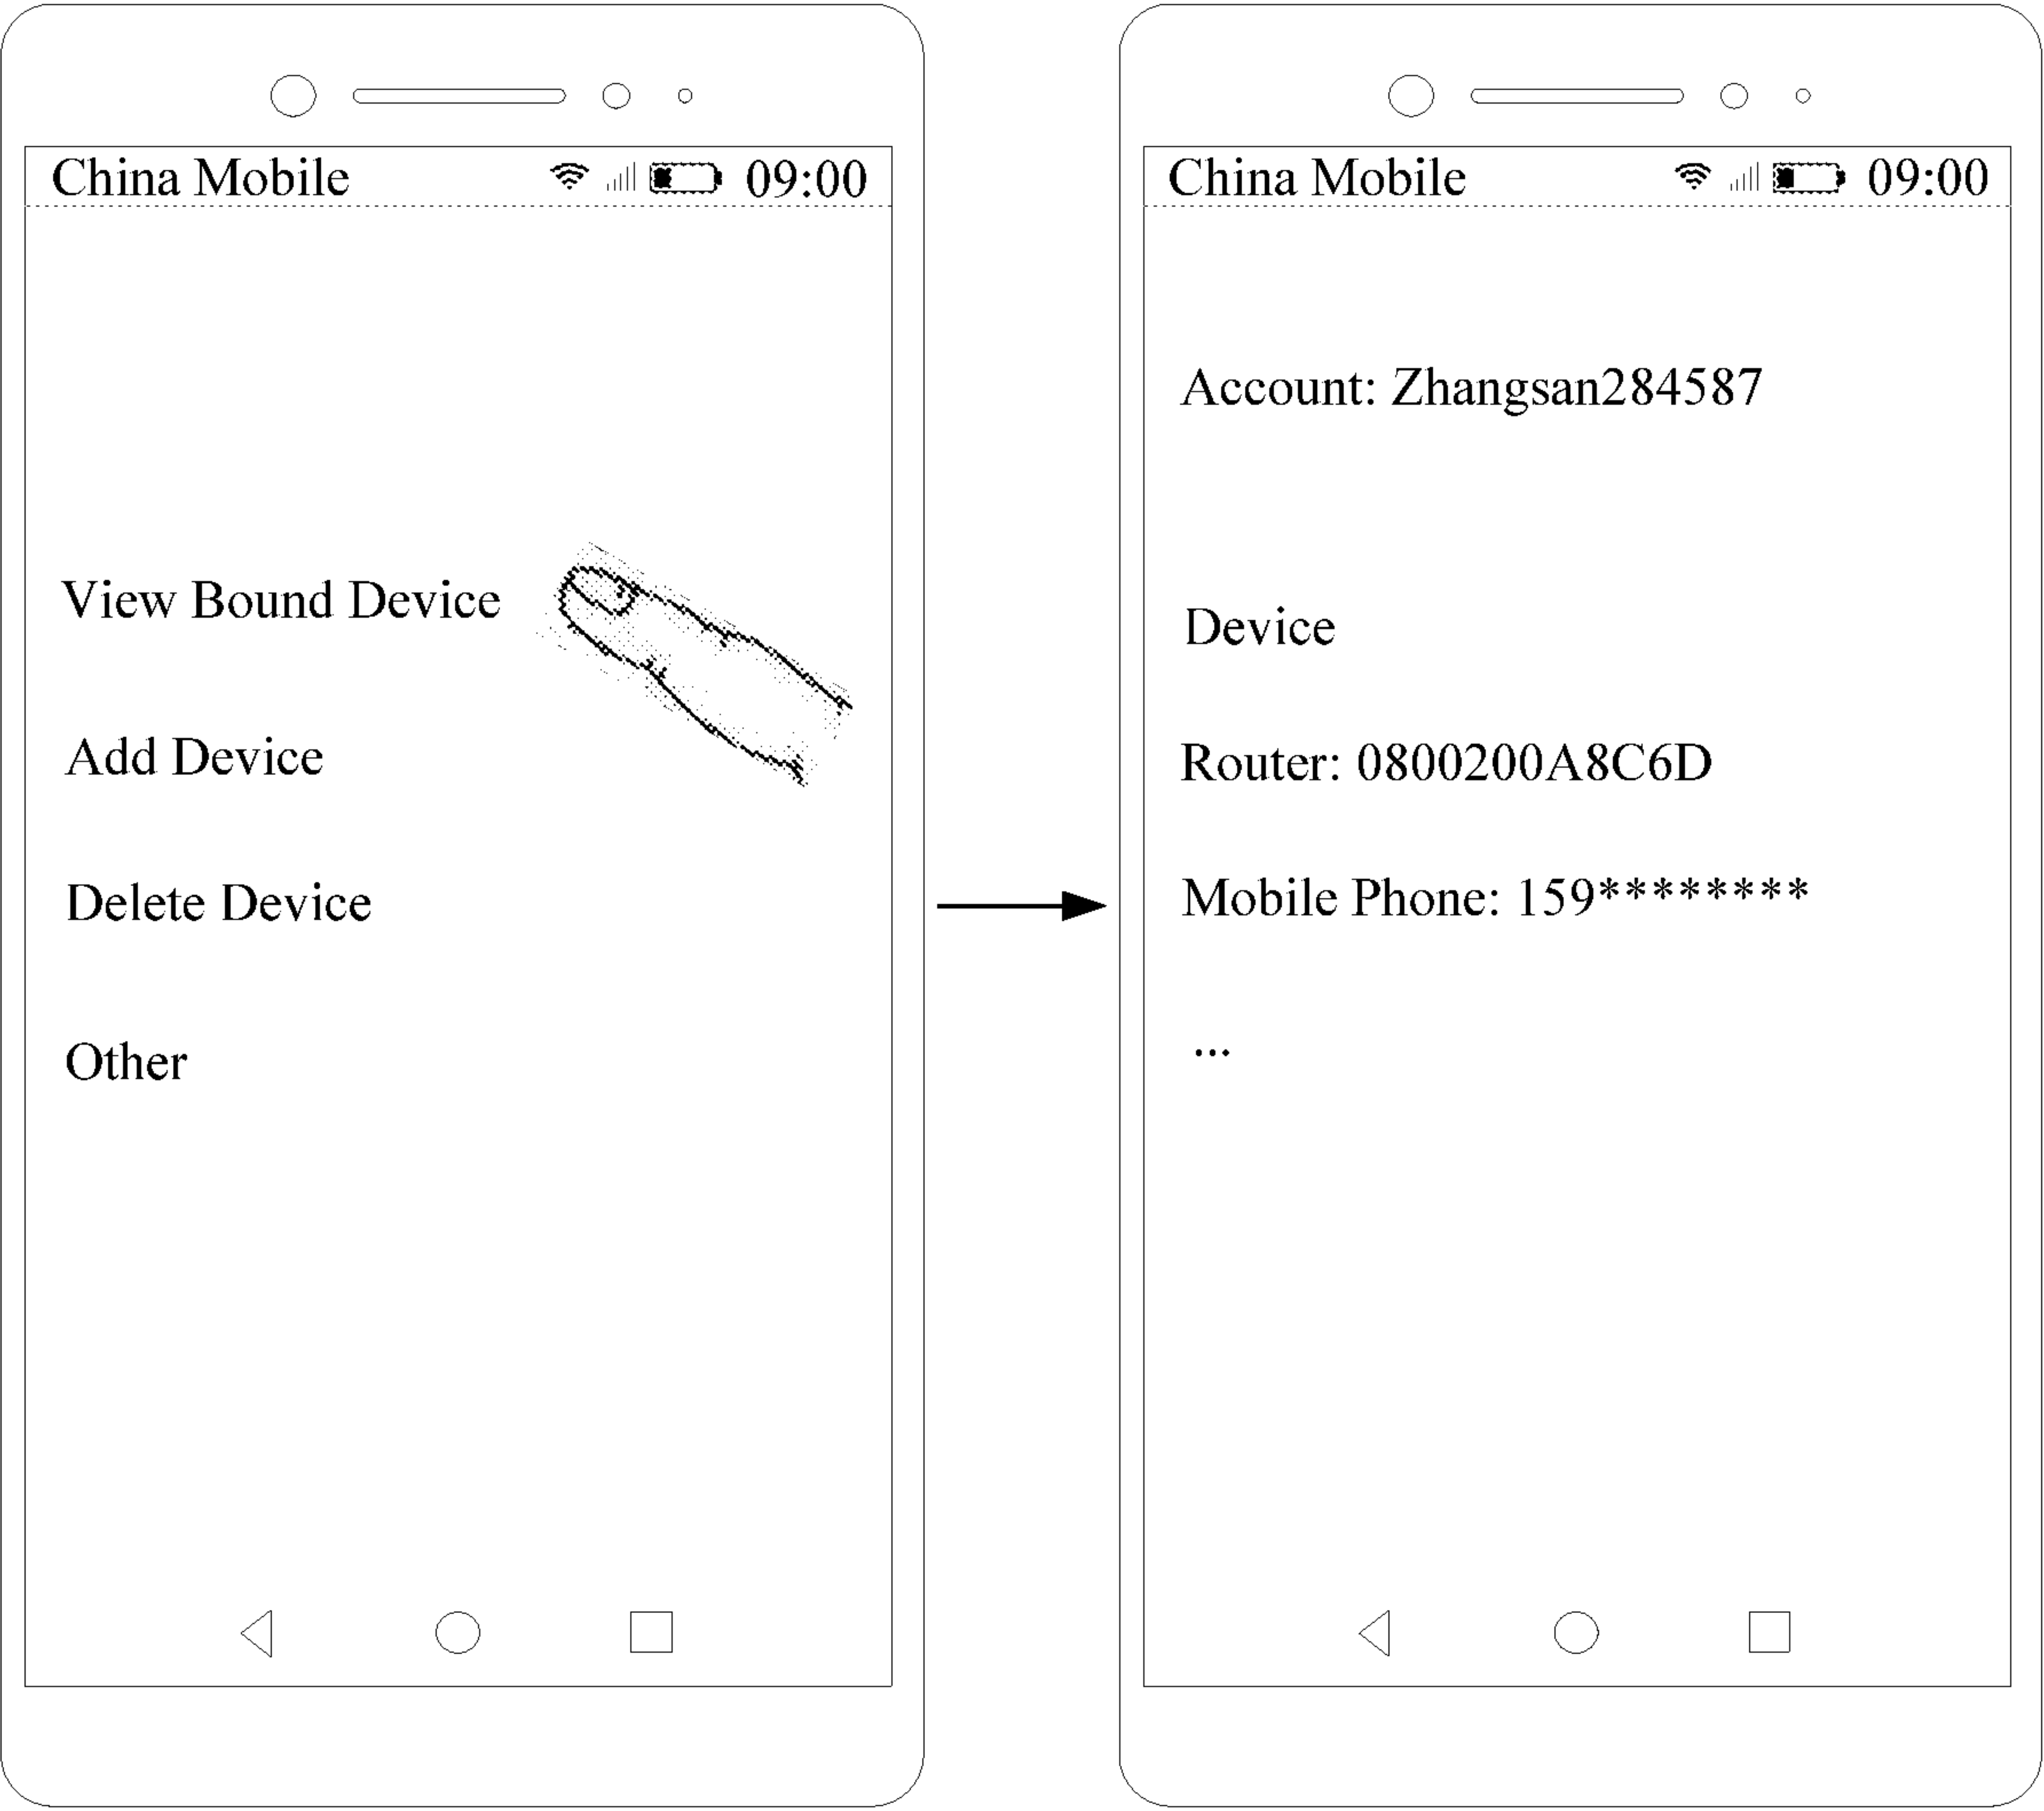 China Mobile 09:00
View Bound Device
Add Device
Delete Device
Other
China Mobile 09:00
Account: Zhangsan284587
Device
Router: 0800200A8C6D
Mobile Phone: 159********
...